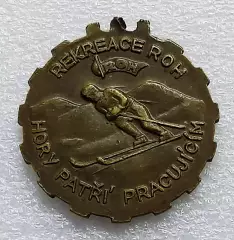 REKREACE ROH
ROH
HORY PATŘÍ PRACUJÍCÍM